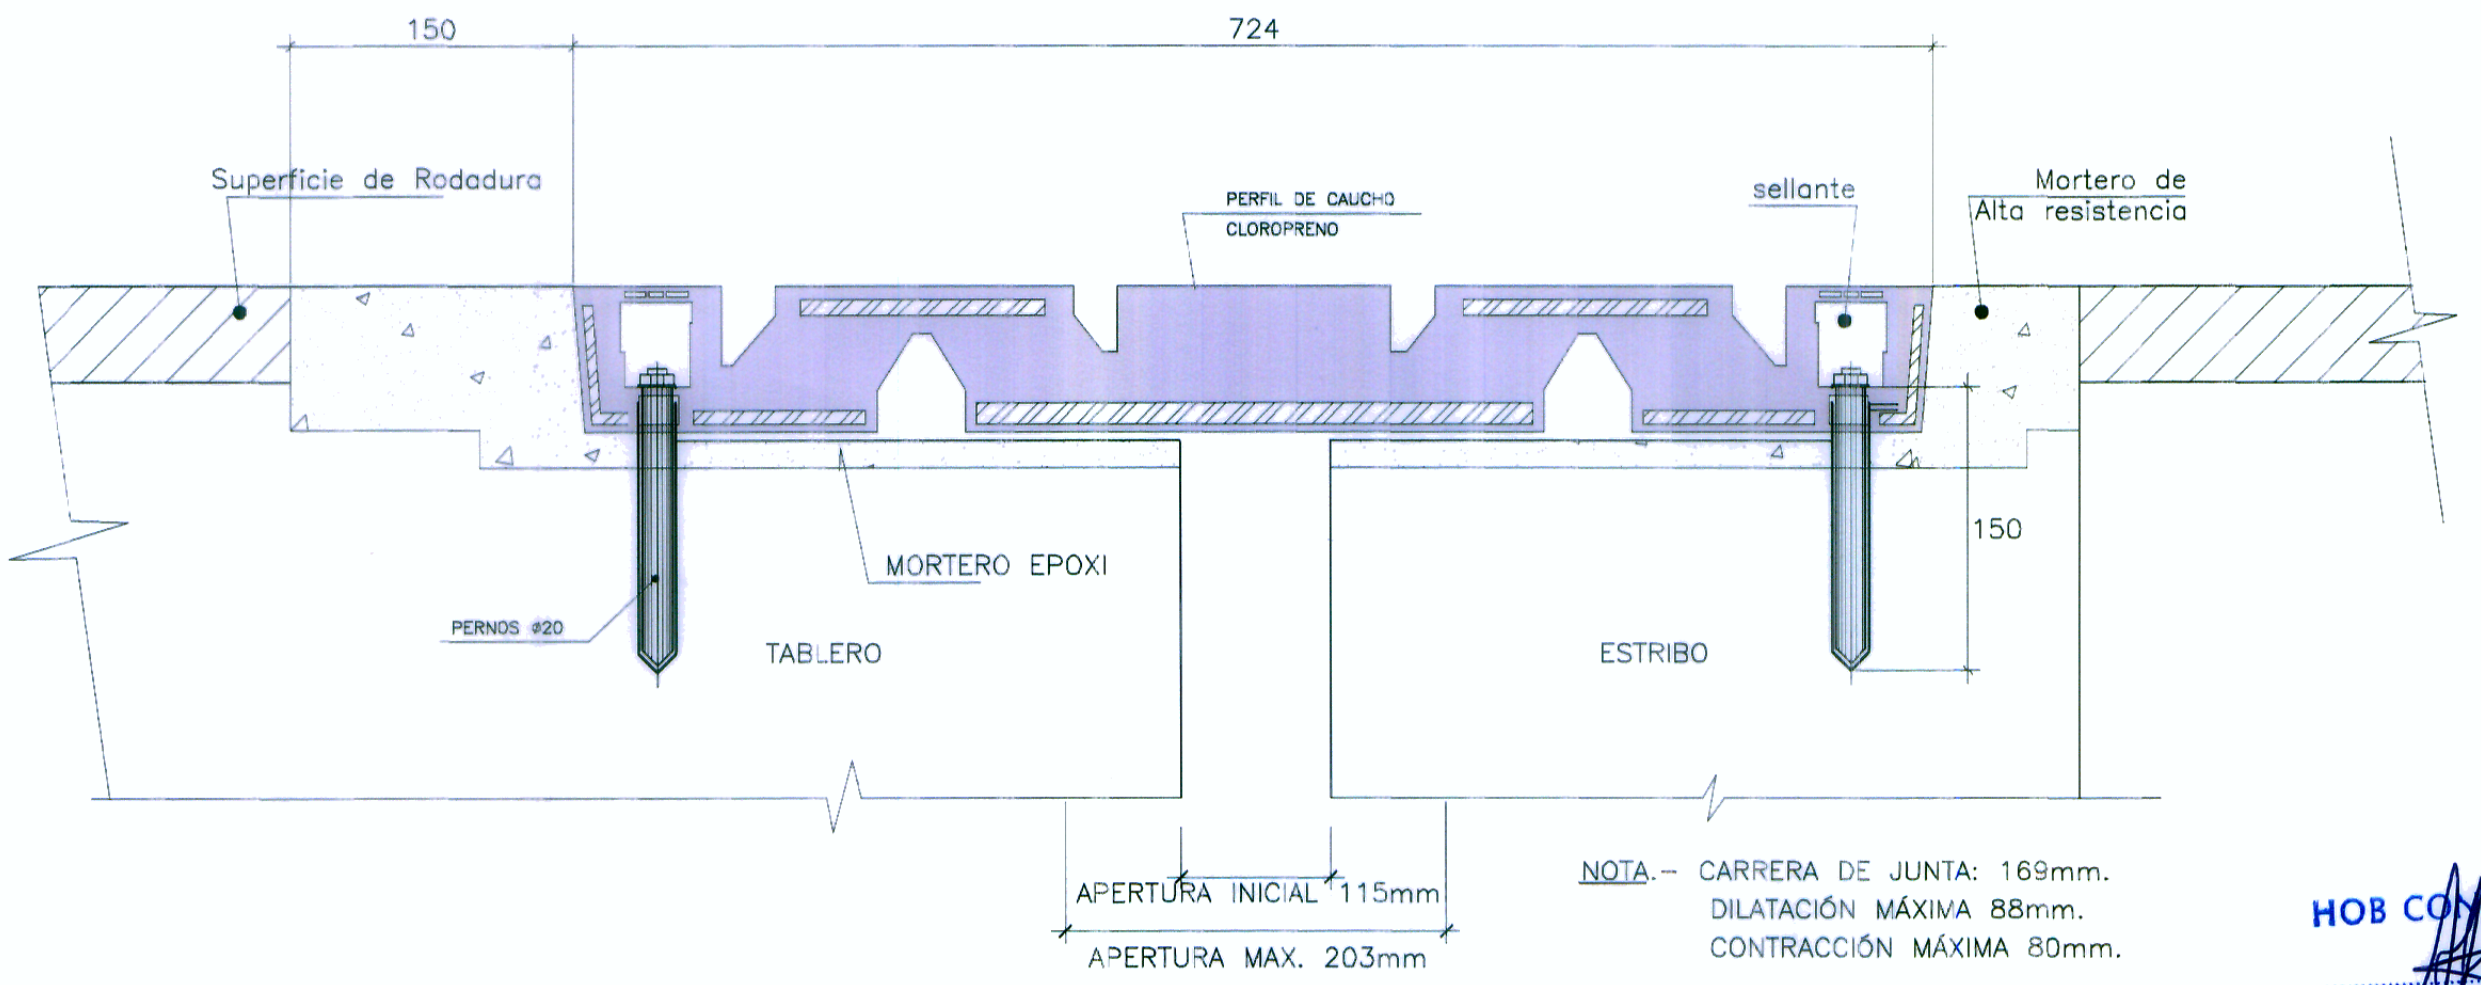 150
724
Superficie de Rodadura
PERFIL DE CAUCHO
CLOROPRENO
sellante
Mortero de
Alta resistencia
MORTERO EPOXI
150
PERNOS ø20
TABLERO
ESTRIBO
APERTURA INICIAL 115mm
APERTURA MAX. 203mm
NOTA.- CARRERA DE JUNTA: 169mm.
DILATACIÓN MÁXIMA 88mm.
CONTRACCIÓN MÁXIMA 80mm.
HOB